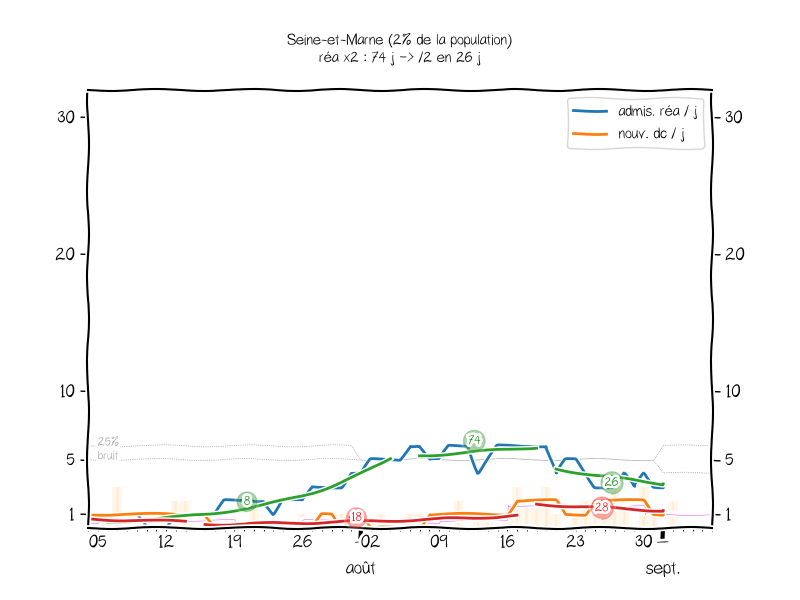 Seine-et-Marne (2% de la population)
réa x2 : 74 j -> /2 en 26 j
admis. réa / j
nouv. dc / j
30
30
20
20
10
10
25%
bruit
5
5
1
1
8
18
74
26
28
05 12 19 26 02 09 16 23 30
août sept.